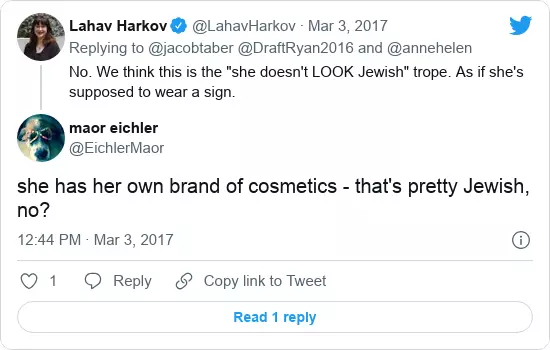 Lahav Harkov @LahavHarkov · Mar 3, 2017
Replying to @jacobtaber @DraftRyan2016 and @annehelen
No. We think this is the "she doesn't LOOK Jewish" trope. As if she's
supposed to wear a sign.
maor eichler
@EichlerMaor
she has her own brand of cosmetics - that's pretty Jewish,
no?
12:44 PM · Mar 3, 2017
1 Reply Copy link to Tweet
Read 1 reply